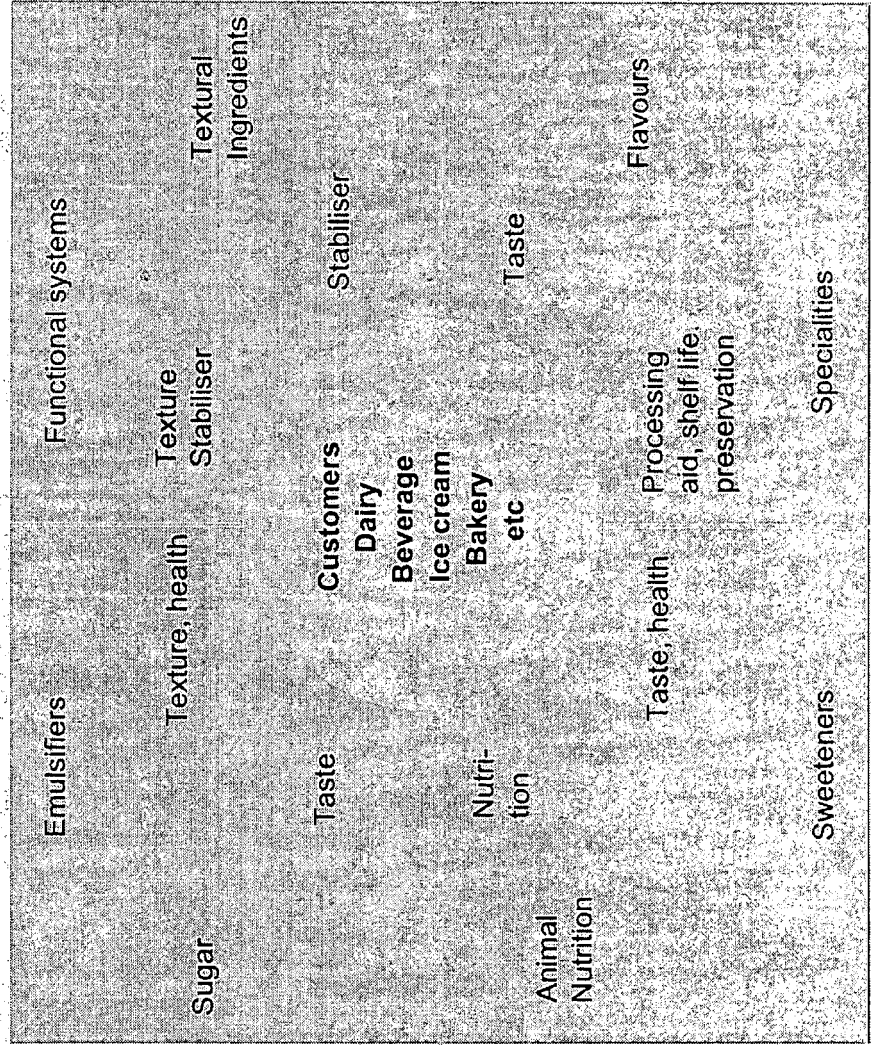 Emulsifiers
Functional systems
Sugar
Texture, health
Texture
Stabiliser
Textural
Ingredients
Taste
Customers
Dairy
Beverage
Ice cream
Bakery
etc
Stabiliser
Nutri-
tion
Taste
Animal
Nutrition
Taste, health
Processing
aid, shelf life,
preservation
Flavours
Sweeteners
Specialities